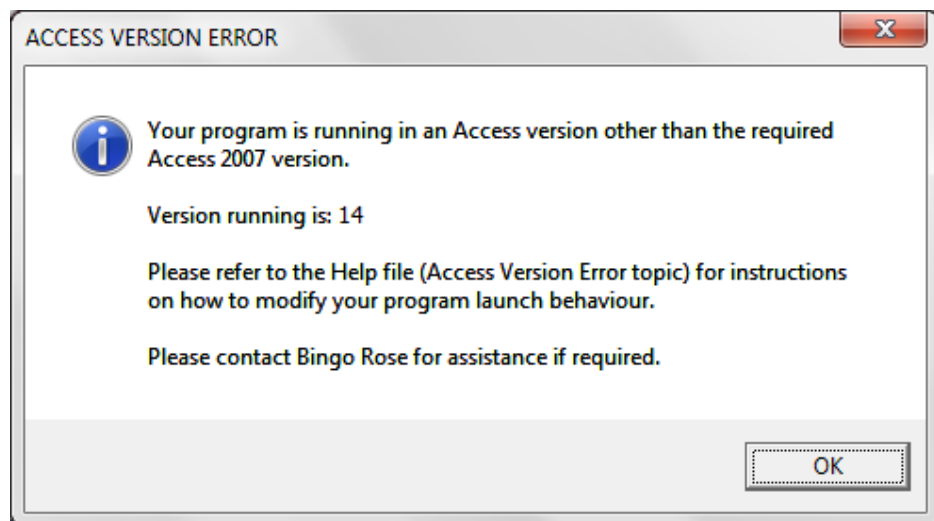 ACCESS VERSION ERROR
Your program is running in an Access version other than the required
Access 2007 version.
Version running is: 14
Please refer to the Help file (Access Version Error topic) for instructions
on how to modify your program launch behaviour.
Please contact Bingo Rose for assistance if required.
OK